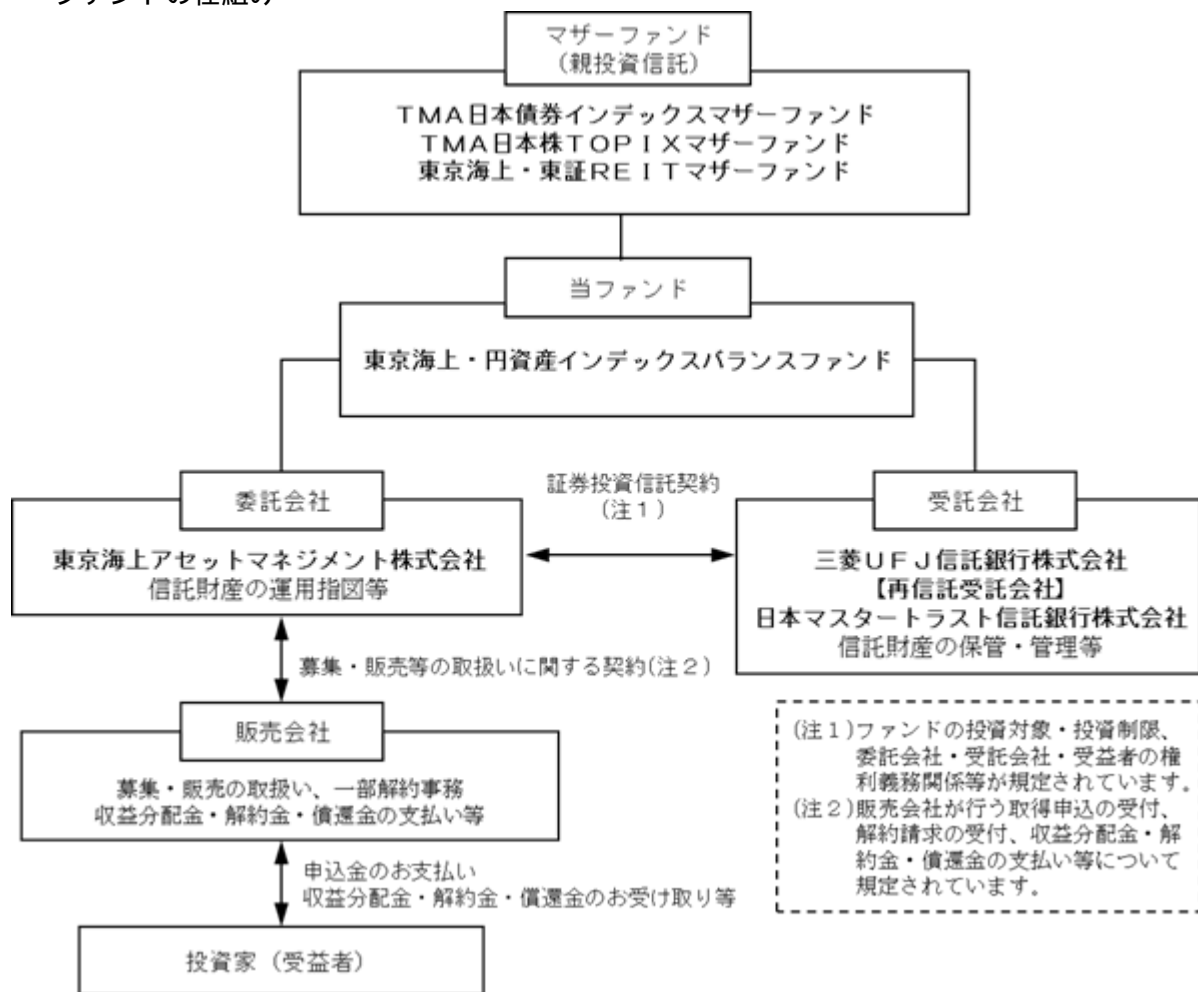 ファンドの仕組み
マザーファンド
(親投資信託)
TMA日本債券インデックスマザーファンド
TMA日本株TOPIXマザーファンド
東京海上・東証REITマザーファンド
当ファンド
東京海上・円資産インデックスバランスファンド
委託会社
東京海上アセットマネジメント株式会社
信託財産の運用指図等
証券投資信託契約
(注1)
受託会社
三菱UFJ信託銀行株式会社
【再信託受託会社】
日本マスタートラスト信託銀行株式会社
信託財産の保管・管理等
募集・販売等の取扱いに関する契約(注2)
販売会社
募集・販売の取扱い、一部解約事務
収益分配金・解約金・償還金の支払い等
申込金のお支払い
収益分配金・解約金・償還金のお受け取り等
投資家(受益者)
(注1)ファンドの投資対象・投資制限、
委託会社・受託会社・受益者の権
利義務関係等が規定されています。
(注2)販売会社が行う取得申込の受付、
解約請求の受付、収益分配金・解
約金・償還金の支払い等について
規定されています。